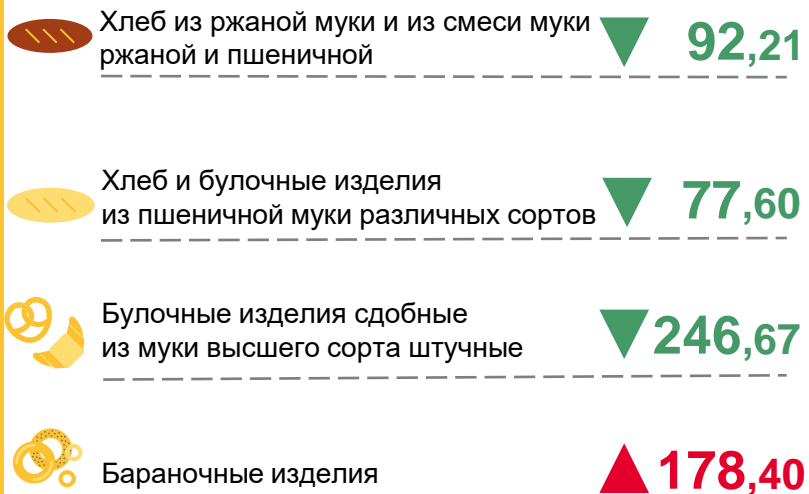 Хлеб из ржаной муки и из смеси муки
ржаной и пшеничной
92,21
Хлеб и булочные изделия
из пшеничной муки различных сортов
77,60
Булочные изделия сдобные
из муки высшего сорта штучные
246,67
Бараночные изделия
178,40